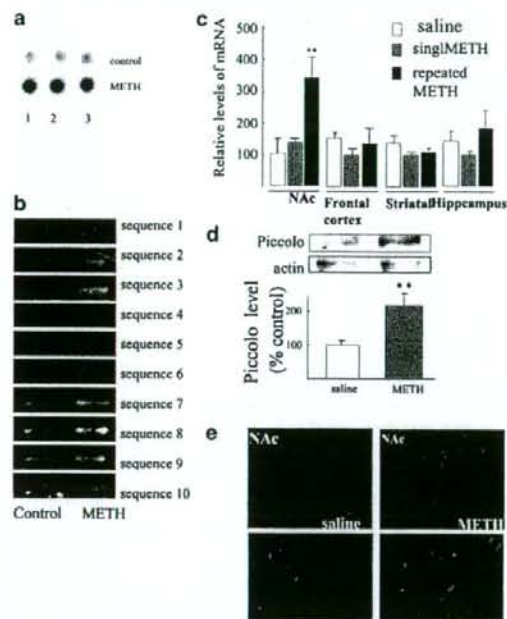 a
control
METH
1 2 3
b
sequence 1
sequence 2
sequence 3
sequence 4
sequence 5
sequence 6
sequence 7
sequence 8
sequence 9
sequence 10
Control METH
c
Relative levels of mRNA
500
400
300
200
100
**
saline
singlMETH
repeated
METH
NAc
Frontal
cortex
Striatal
Hippocampus
d
Piccolo
actin
Piccolo level
(% control)
100
200
**
saline
METH
e
NAc
saline
NAc
METH